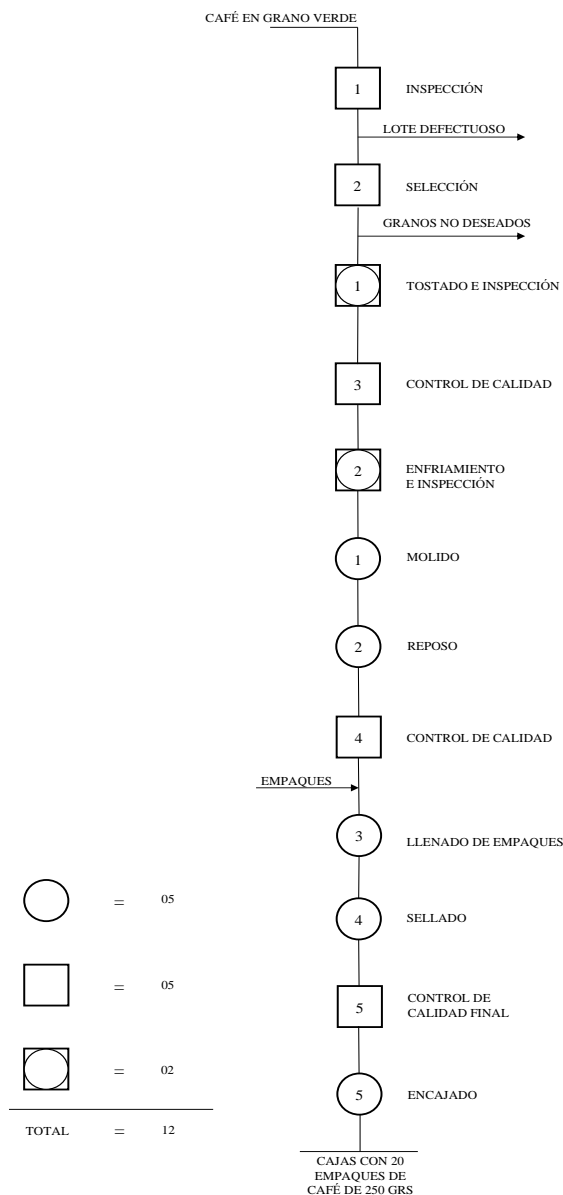 CAFÉ EN GRANO VERDE
1 INSPECCIÓN
LOTE DEFECTUOSO
2 SELECCIÓN
GRANOS NO DESEADOS
1 TOSTADO E INSPECCIÓN
3 CONTROL DE CALIDAD
2 ENFRIAMIENTO
E INSPECCIÓN
1 MOLIDO
2 REPOSO
4 CONTROL DE CALIDAD
EMPAQUES
3 LLENADO DE EMPAQUES
4 SELLADO
5 CONTROL DE
CALIDAD FINAL
5 ENCAJADO
CAJAS CON 20
EMPAQUES DE
CAFÉ DE 250 GRS
= 05
= 05
= 02
TOTAL = 12